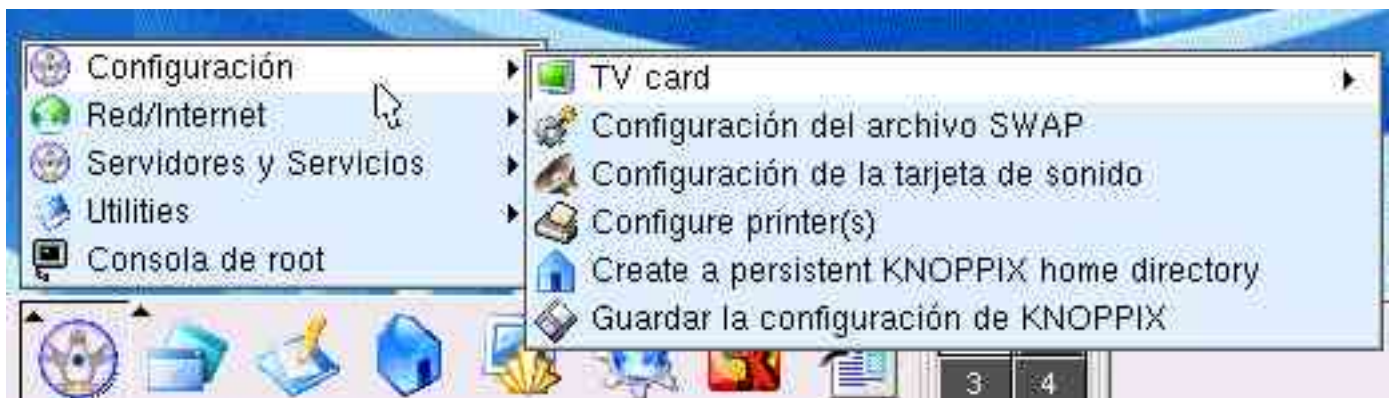 Configuración
Red/Internet
Servidores y Servicios
Utilities
Consola de root
TV card
Configuración del archivo SWAP
Configuración de la tarjeta de sonido
Configure printer(s)
Create a persistent KNOPPIX home directory
Guardar la configuración de KNOPPIX
3 4